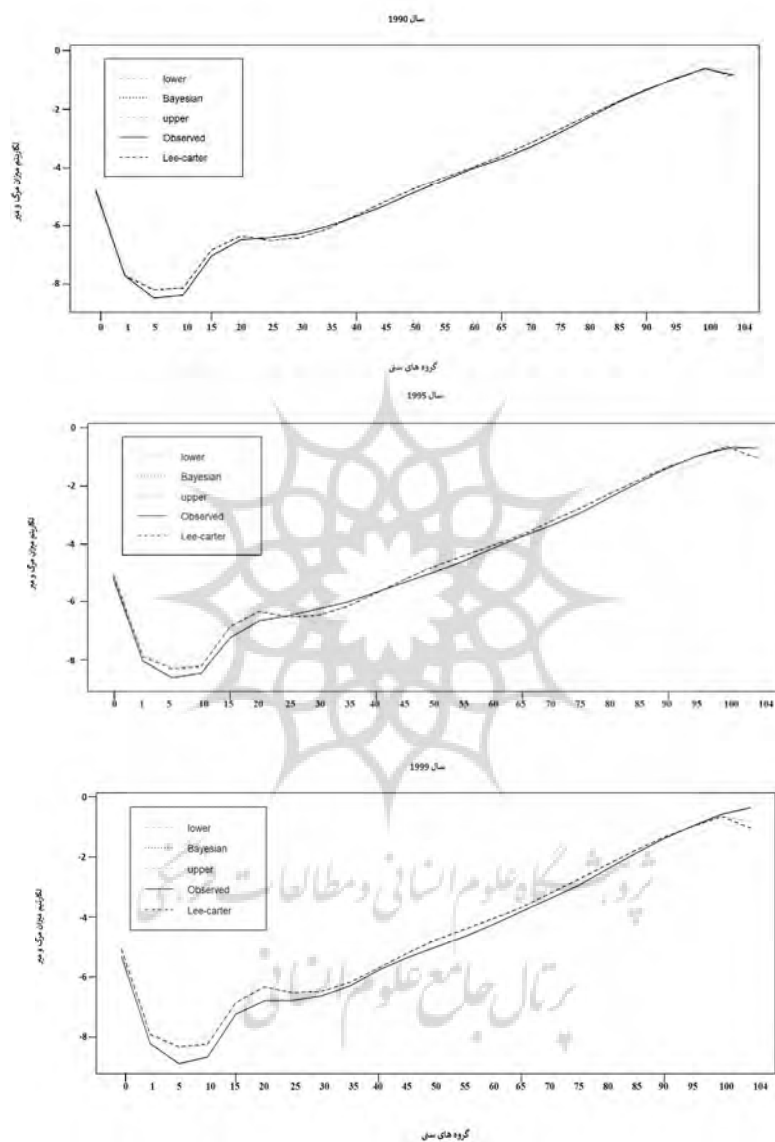 سال 1990
0
-2
-4
-6
-8
لگاریتم میزان مرگ و میر
lower
Bayesian
upper
Observed
Lee-carter
0 1 5 10 15 20 25 30 35 40 45 50 55 60 65 70 75 80 85 90 95 100 104
گروه های سنی
سال 1995
0
-2
-4
-6
-8
لگاریتم میزان مرگ و میر
lower
Bayesian
upper
Observed
Lee-carter
0 1 5 10 15 20 25 30 35 40 45 50 55 60 65 70 75 80 85 90 95 100 104
سال 1999
0
-2
-4
-6
-8
لگاریتم میزان مرگ و میر
lower
Bayesian
upper
Observed
Lee-carter
پژوهشگاه علوم انسانی و مطالعات فرهنگی
پرتال جامع علوم انسانی
0 1 5 10 15 20 25 30 35 40 45 50 55 60 65 70 75 80 85 90 95 100 104
گروه های سنی